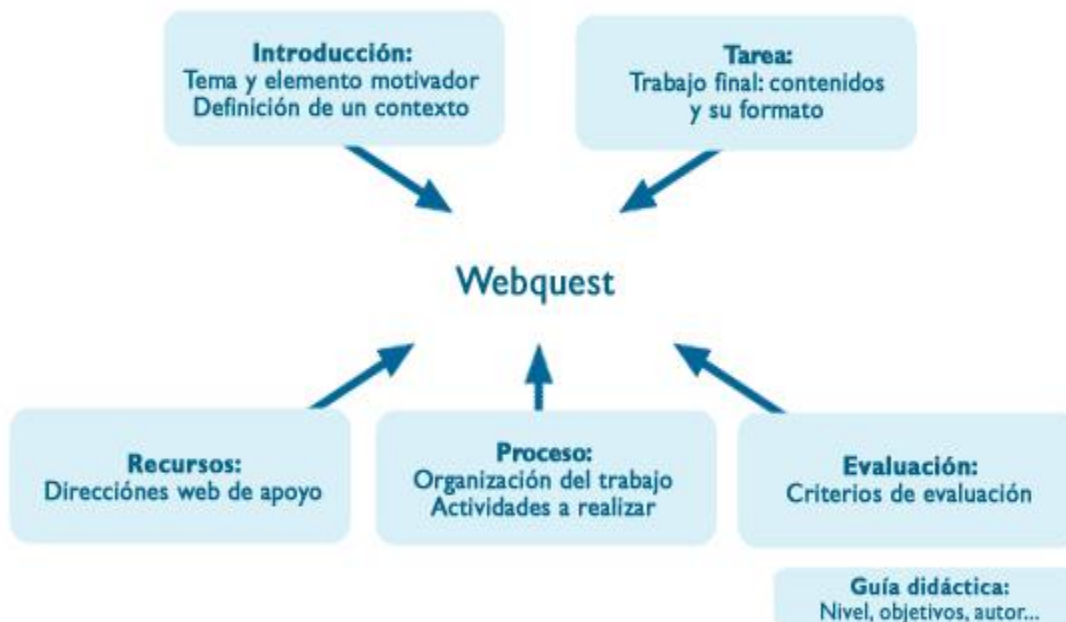 Introducción:
Tema y elemento motivador
Definición de un contexto
Tarea:
Trabajo final: contenidos
y su formato
Webquest
Recursos:
Direcciónes web de apoyo
Proceso:
Organización del trabajo
Actividades a realizar
Evaluación:
Criterios de evaluación
Guía didáctica:
Nivel, objetivos, autor...